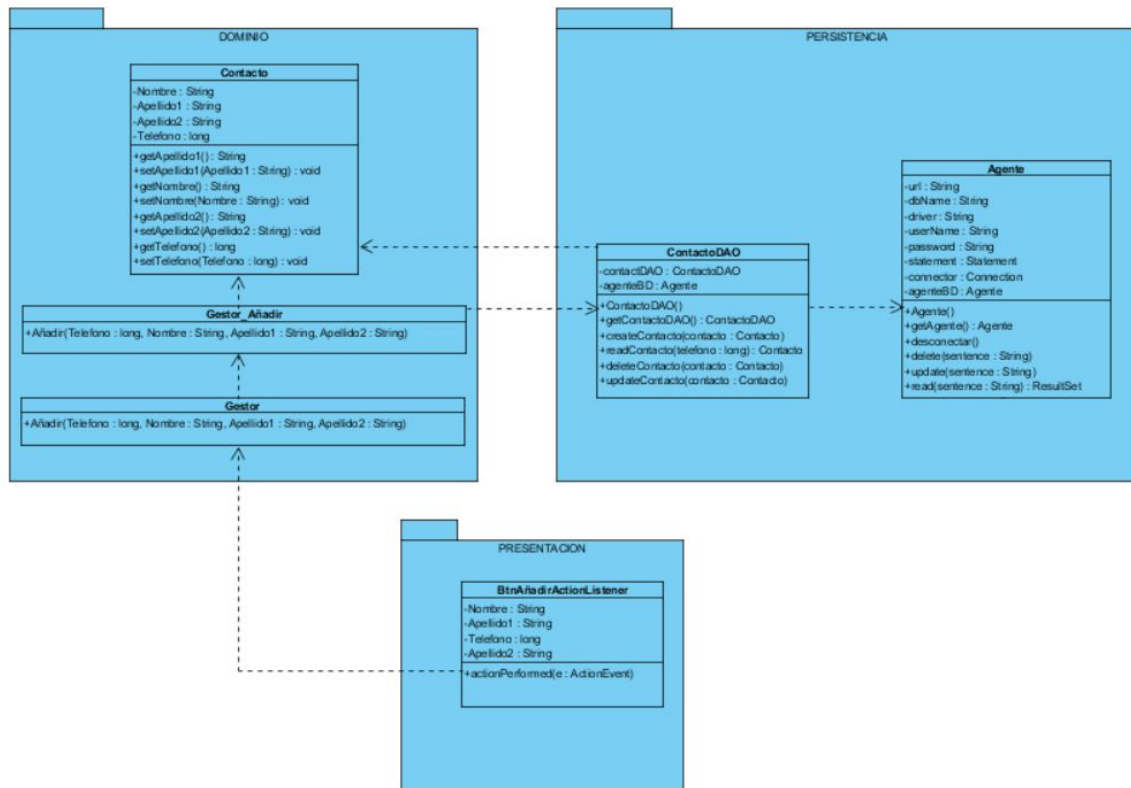 DOMINIO
Contacto
-Nombre : String
-Apellido1 : String
-Apellido2 : String
-Telefono : long
+getApellido1() : String
+setApellido1(Apellido1 : String) : void
+getNombre() : String
+setNombre(Nombre : String) : void
+getApellido2() : String
+setApellido2(Apellido2 : String) : void
+getTelefono() : long
+setTelefono(Telefono : long) : void
Gestor_Añadir
+Añadir(Telefono : long, Nombre : String, Apellido1 : String, Apellido2 : String)
Gestor
+Añadir(Telefono : long, Nombre : String, Apellido1 : String, Apellido2 : String)
PERSISTENCIA
ContactoDAO
-contactDAO : ContactoDAO
-agenteBD : Agente
+ContactoDAO()
+getContactoDAO() : ContactoDAO
+createContacto(contacto : Contacto)
+readContacto(telefono : long) : Contacto
+deleteContacto(contacto : Contacto)
+updateContacto(contacto : Contacto)
Agente
-url : String
-dbName : String
-driver : String
-userName : String
-password : String
-statement : Statement
-connector : Connection
-agenteBD : Agente
+Agente()
+getAgente() : Agente
+desconectar()
+delete(sentence : String)
+update(sentence : String)
+read(sentence : String) : ResultSet
PRESENTACION
BtnAñadirActionListener
-Nombre : String
-Apellido1 : String
-Telefono : long
-Apellido2 : String
+actionPerformed(e : ActionEvent)